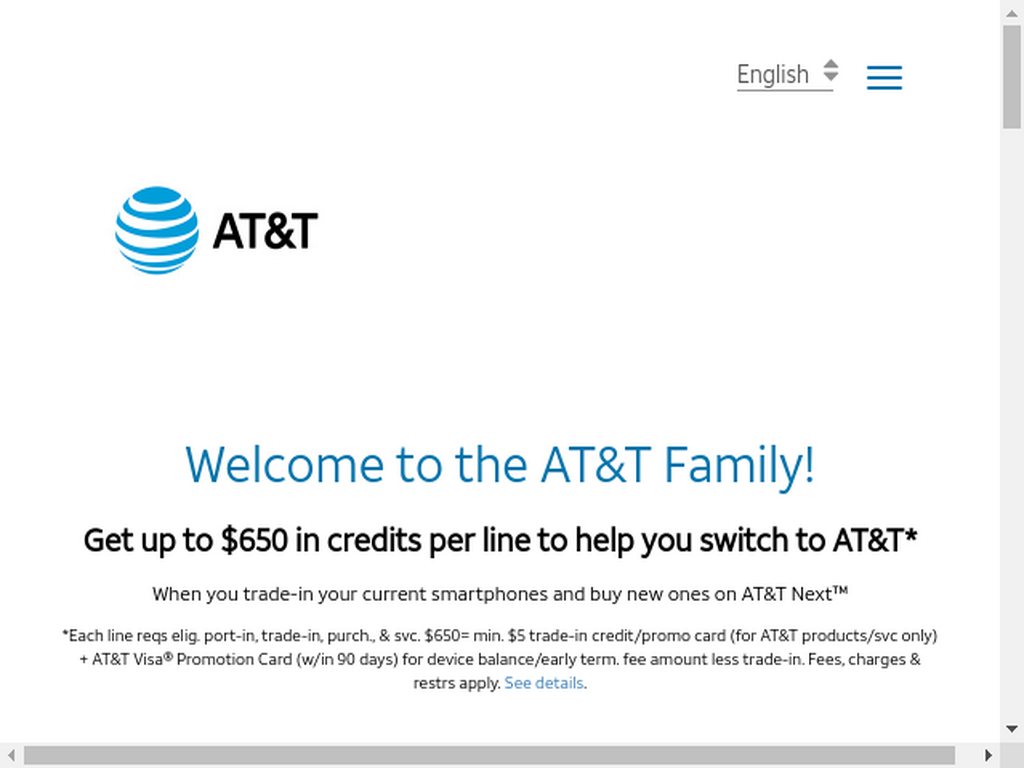 English
AT&T
Welcome to the AT&T Family!
Get up to $650 in credits per line to help you switch to AT&T*
When you trade-in your current smartphones and buy new ones on AT&T Next™
*Each line reqs elig. port-in, trade-in, purch., & svc. $650= min. $5 trade-in credit/promo card (for AT&T products/svc only)
+ AT&T Visa® Promotion Card (w/in 90 days) for device balance/early term. fee amount less trade-in. Fees, charges &
restrs apply. See details.